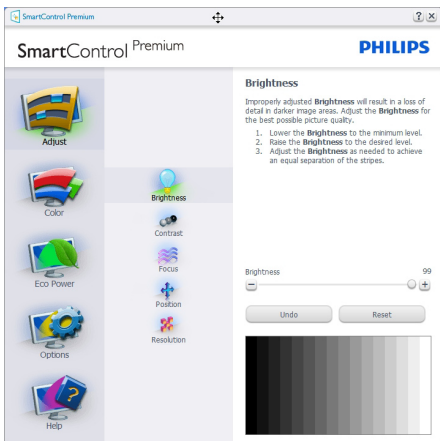 SmartControl Premium
SmartControl Premium
PHILIPS
Adjust
Color
Eco Power
Options
Help
Brightness
Contrast
Focus
Position
Resolution
Brightness
Improperly adjusted Brightness will result in a loss of
detail in darker image areas. Adjust the Brightness for
the best possible picture quality.
1. Lower the Brightness to the minimum level.
2. Raise the Brightness to the desired level.
3. Adjust the Brightness as needed to achieve
an equal separation of the stripes.
Brightness 99
Undo Reset